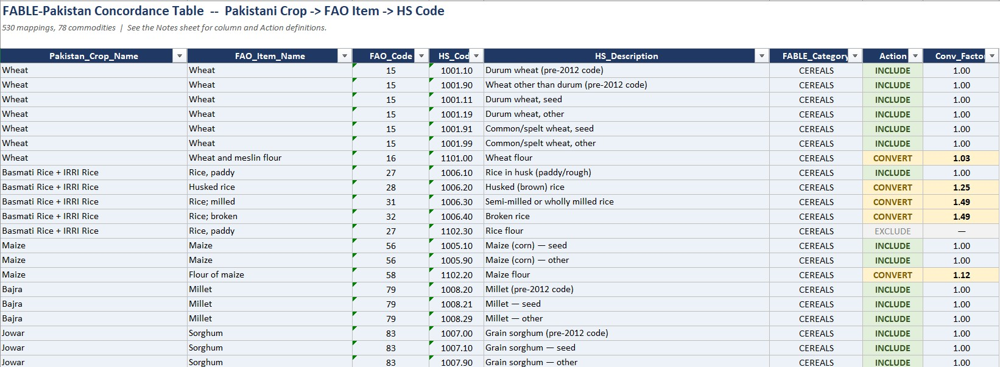 FABLE-Pakistan Concordance Table -- Pakistani Crop -> FAO Item -> HS Code
530 mappings, 78 commodities | See the Notes sheet for column and Action definitions.
Pakistan_Crop_Name FAO_Item_Name FAO_Code HS_Cod HS_Description FABLE_Category Action Conv_Facto
Wheat Wheat 15 1001.10 Durum wheat (pre-2012 code) CEREALS INCLUDE 1.00
Wheat Wheat 15 1001.90 Wheat other than durum (pre-2012 code) CEREALS INCLUDE 1.00
Wheat Wheat 15 1001.11 Durum wheat, seed CEREALS INCLUDE 1.00
Wheat Wheat 15 1001.19 Durum wheat, other CEREALS INCLUDE 1.00
Wheat Wheat 15 1001.91 Common/spelt wheat, seed CEREALS INCLUDE 1.00
Wheat Wheat 15 1001.99 Common/spelt wheat, other CEREALS INCLUDE 1.00
Wheat Wheat and meslin flour 16 1101.00 Wheat flour CEREALS CONVERT 1.03
Basmati Rice + IRRI Rice Rice, paddy 27 1006.10 Rice in husk (paddy/rough) CEREALS INCLUDE 1.00
Basmati Rice + IRRI Rice Husked rice 28 1006.20 Husked (brown) rice CEREALS CONVERT 1.25
Basmati Rice + IRRI Rice Rice; milled 31 1006.30 Semi-milled or wholly milled rice CEREALS CONVERT 1.49
Basmati Rice + IRRI Rice Rice; broken 32 1006.40 Broken rice CEREALS CONVERT 1.49
Basmati Rice + IRRI Rice Rice, paddy 27 1102.30 Rice flour CEREALS EXCLUDE —
Maize Maize 56 1005.10 Maize (corn) — seed CEREALS INCLUDE 1.00
Maize Maize 56 1005.90 Maize (corn) — other CEREALS INCLUDE 1.00
Maize Flour of maize 58 1102.20 Maize flour CEREALS CONVERT 1.12
Bajra Millet 79 1008.20 Millet (pre-2012 code) CEREALS INCLUDE 1.00
Bajra Millet 79 1008.21 Millet — seed CEREALS INCLUDE 1.00
Bajra Millet 79 1008.29 Millet — other CEREALS INCLUDE 1.00
Jowar Sorghum 83 1007.00 Grain sorghum (pre-2012 code) CEREALS INCLUDE 1.00
Jowar Sorghum 83 1007.10 Grain sorghum — seed CEREALS INCLUDE 1.00
Jowar Sorghum 83 1007.90 Grain sorghum — other CEREALS INCLUDE 1.00